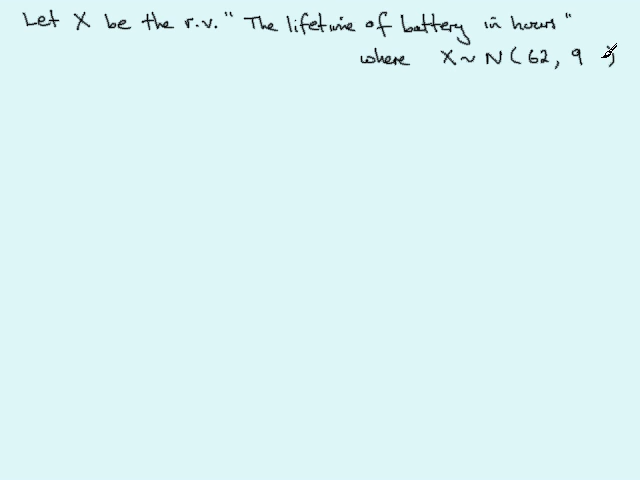 Let X be the r.v. " The lifetime of battery in hours "
where X ~ N ( 62, 9 )